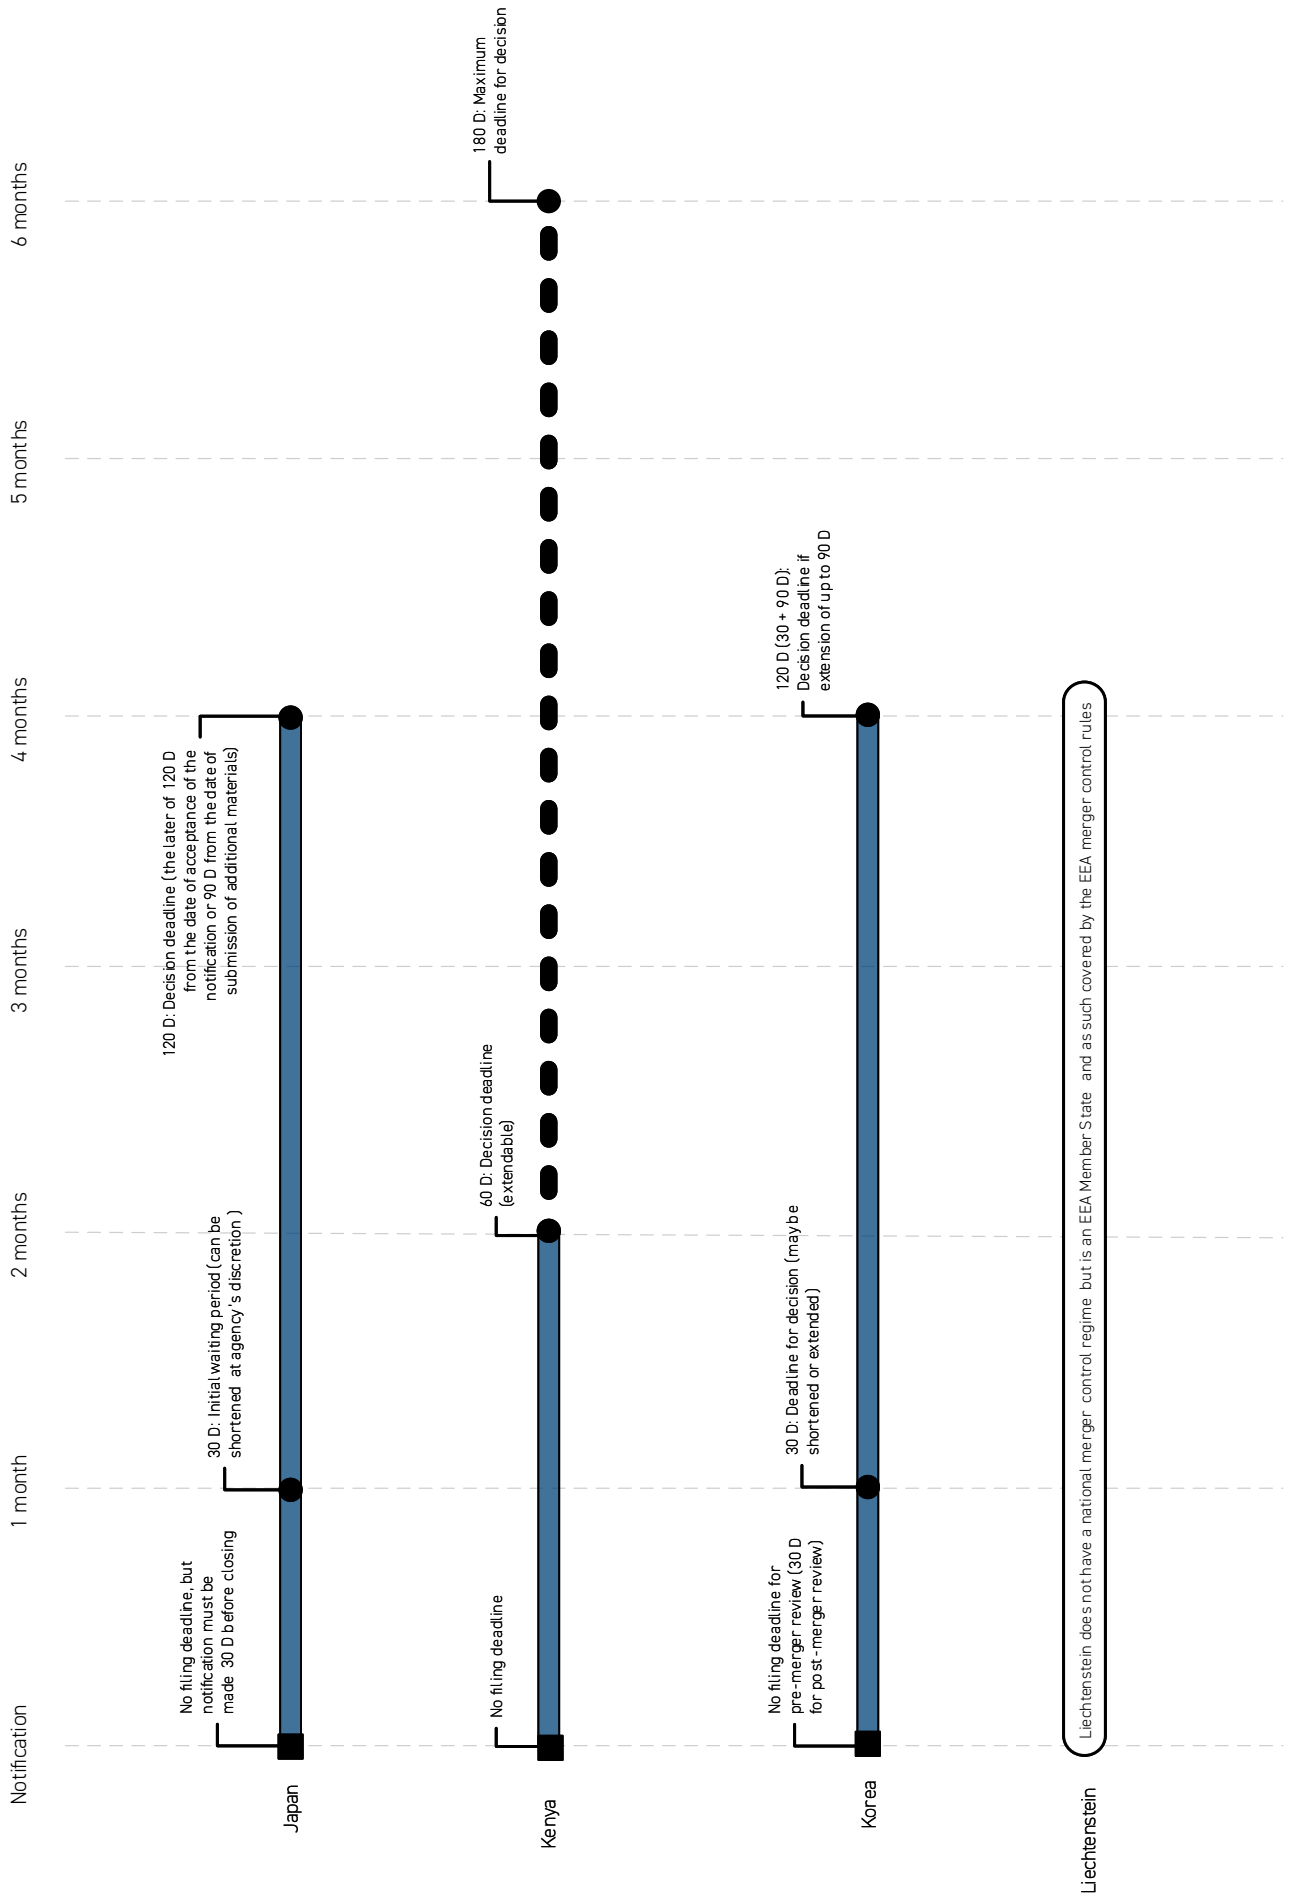 Notification
1 month
2 months
3 months
4 months
5 months
6 months
Japan
No filing deadline, but
notification must be
made 30 D before closing
30 D: Initial waiting period (can be
shortened at agency's discretion )
120 D: Decision deadline (the later of 120 D
from the date of acceptance of the
notification or 90 D from the date of
submission of additional materials)
Kenya
No filing deadline
60 D: Decision deadline
(extendable)
180 D: Maximum
deadline for decision
Korea
No filing deadline for
pre-merger review (30 D
for post-merger review)
30 D: Deadline for decision (may be
shortened or extended)
120 D (30 + 90 D):
Decision deadline if
extension of up to 90 D
Liechtenstein
Liechtenstein does not have a national merger control regime but is an EEA Member State and as such covered by the EEA merger control rules